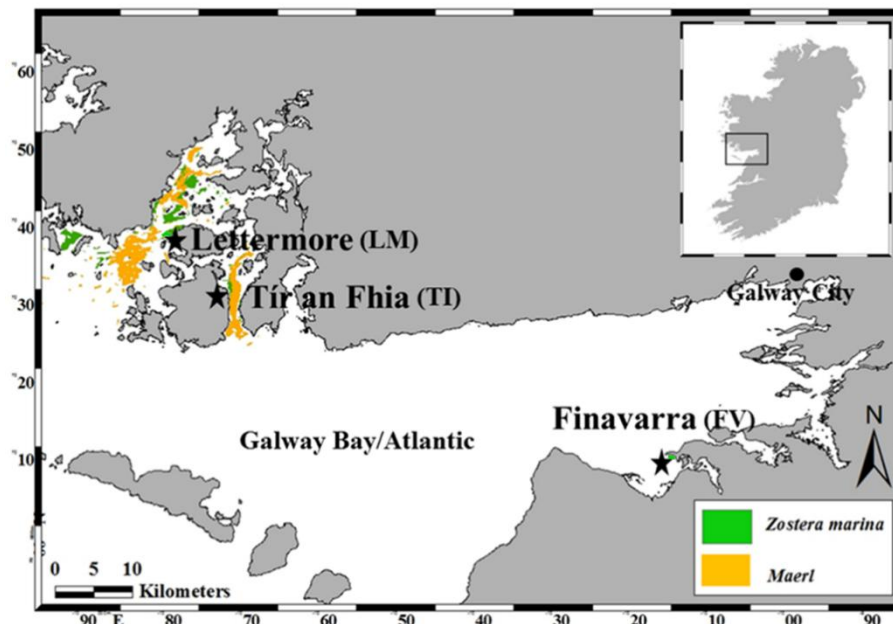 60
50
40
Lettermore (LM)
30
Tír an Fhia (TI)
Galway City
20
Finavarra (FV)
N
Galway Bay/Atlantic
10
Zostera marina
Maerl
0 5 10
Kilometers
90 E 80 70 60 50 40 30 20 10 00 90